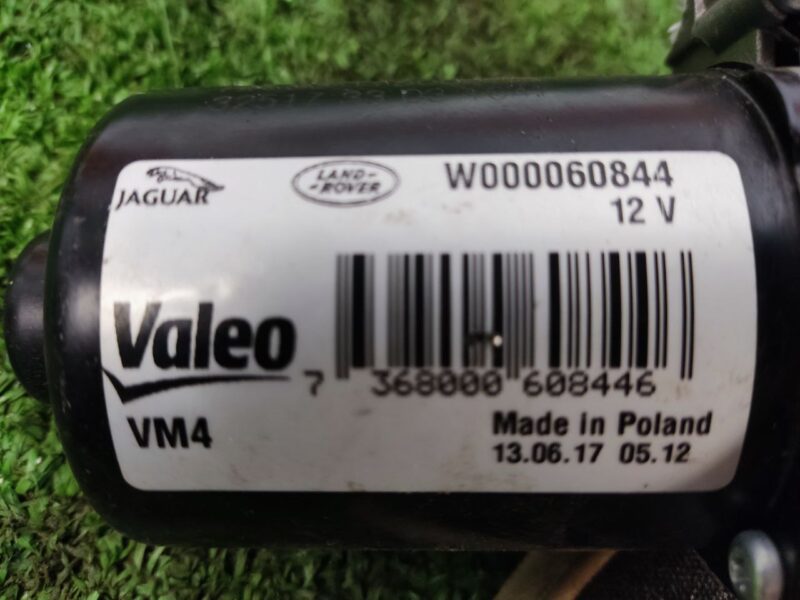 JAGUAR
LAND-
-ROVER
W000060844
12 V
Valeo
7 368000 608446
VM4
Made in Poland
13.06.17 05.12